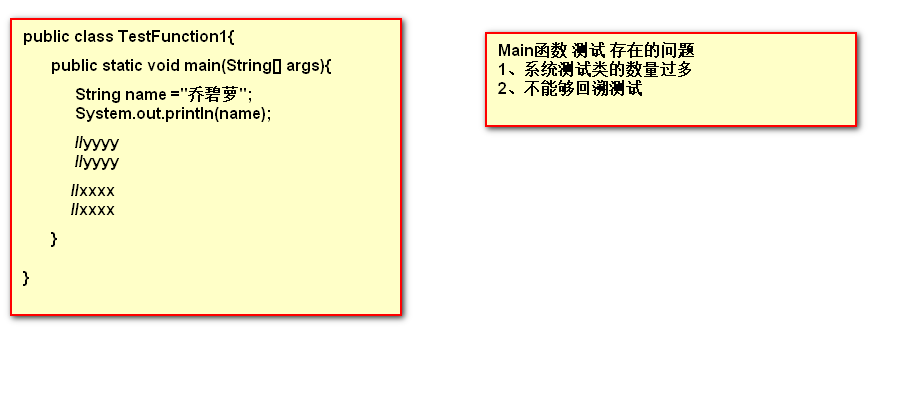 public class TestFunction1{
public static void main(String[] args){
String name ="乔碧萝";
System.out.println(name);
//yyyy
//yyyy
//xxxx
//xxxx
}
}
Main函数 测试 存在的问题
1、系统测试类的数量过多
2、不能够回溯测试